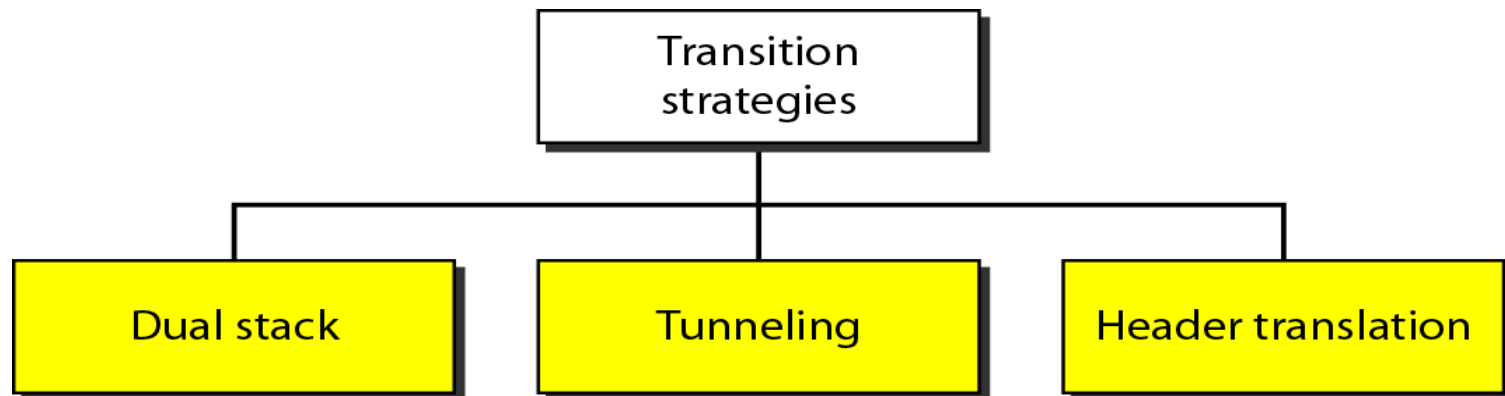 Transition
strategies
Dual stack
Tunneling
Header translation